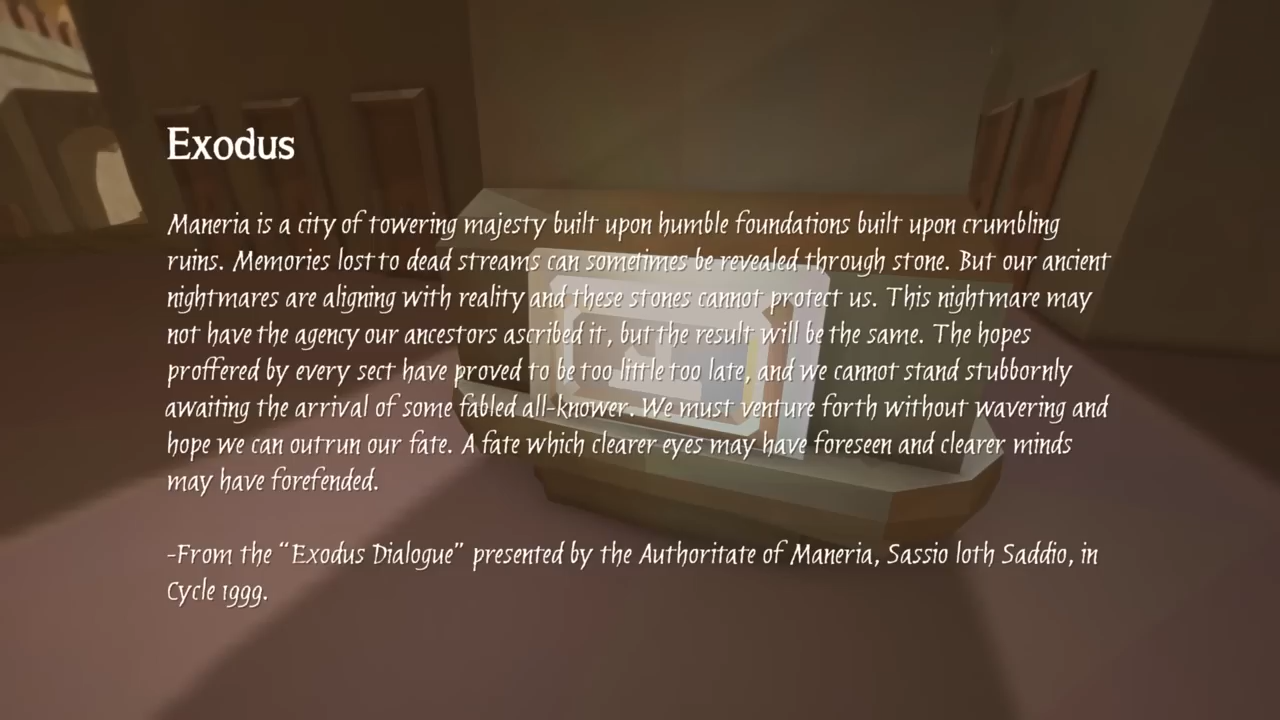 Exodus
Maneria is a city of towering majesty built upon humble foundations built upon crumbling
ruins. Memories lost to dead streams can sometimes be revealed through stone. But our ancient
nightmares are aligning with reality and these stones cannot protect us. This nightmare may
not have the agency our ancestors ascribed it, but the result will be the same. The hopes
proffered by every sect have proved to be too little too late, and we cannot stand stubbornly
awaiting the arrival of some fabled all-knower. We must venture forth without wavering and
hope we can outrun our fate. A fate which clearer eyes may have foreseen and clearer minds
may have forefended.
-From the “Exodus Dialogue” presented by the Authoritate of Maneria, Sassio loth Saddio, in
Cycle 1999.